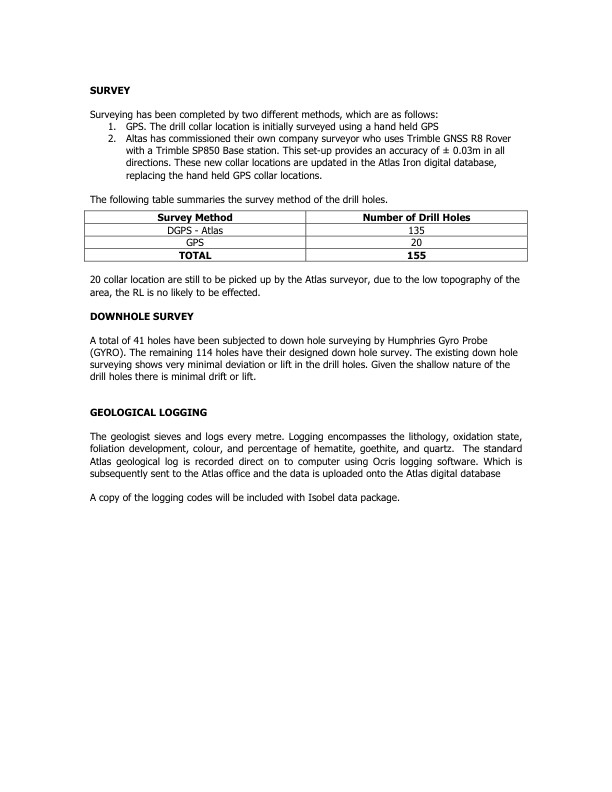 SURVEY
Surveying has been completed by two different methods, which are as follows:
1. GPS. The drill collar location is initially surveyed using a hand held GPS
2. Altas has commissioned their own company surveyor who uses Trimble GNSS R8 Rover
with a Trimble SP850 Base station. This set-up provides an accuracy of ± 0.03m in all
directions. These new collar locations are updated in the Atlas Iron digital database,
replacing the hand held GPS collar locations.
The following table summaries the survey method of the drill holes.
Survey Method Number of Drill Holes
DGPS - Atlas 135
GPS 20
TOTAL 155
20 collar location are still to be picked up by the Atlas surveyor, due to the low topography of the
area, the RL is no likely to be effected.
DOWNHOLE SURVEY
A total of 41 holes have been subjected to down hole surveying by Humphries Gyro Probe
(GYRO). The remaining 114 holes have their designed down hole survey. The existing down hole
surveying shows very minimal deviation or lift in the drill holes. Given the shallow nature of the
drill holes there is minimal drift or lift.
GEOLOGICAL LOGGING
The geologist sieves and logs every metre. Logging encompasses the lithology, oxidation state,
foliation development, colour, and percentage of hematite, goethite, and quartz. The standard
Atlas geological log is recorded direct on to computer using Ocris logging software. Which is
subsequently sent to the Atlas office and the data is uploaded onto the Atlas digital database
A copy of the logging codes will be included with Isobel data package.